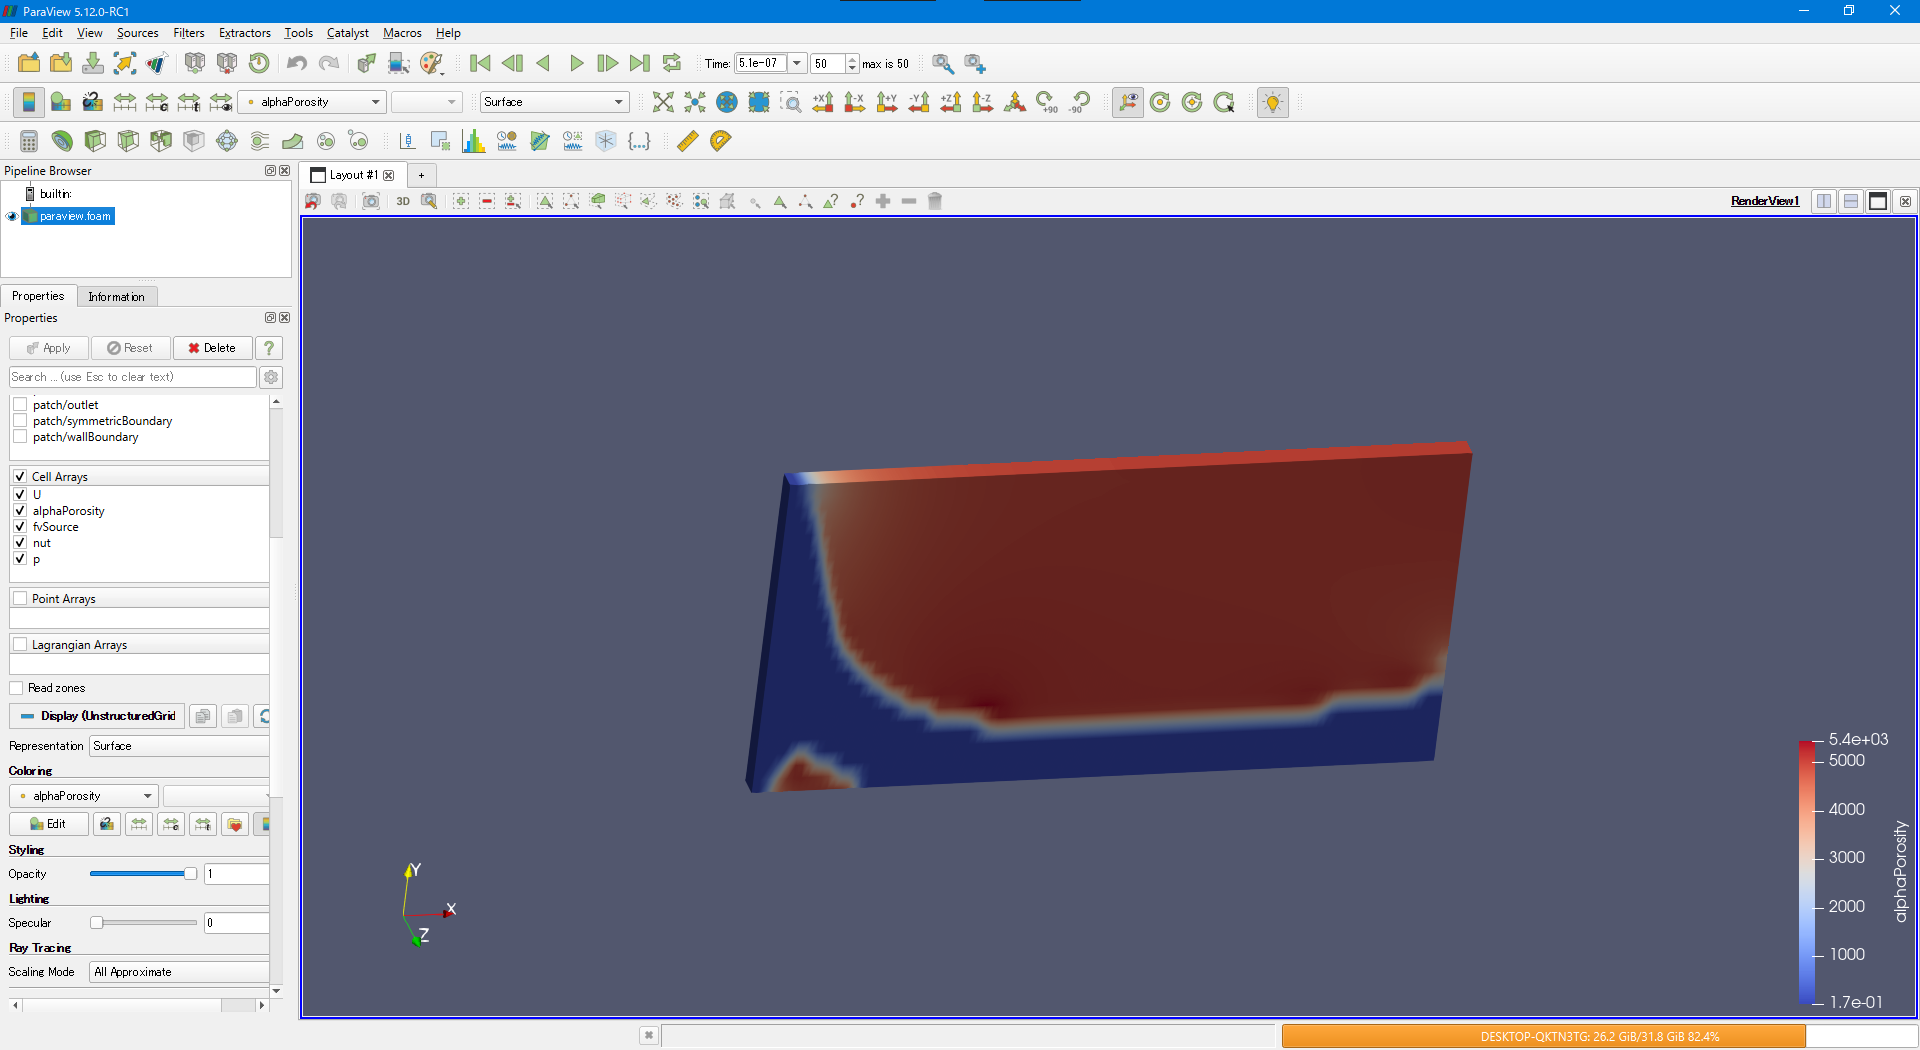 ParaView 5.12.0-RC1
File Edit View Sources Filters Extractors Tools Catalyst Macros Help
Time: 5.1e-07 50 max is 50
alphaPorosity Surface +X -X +Y -Y +Z -Z +90 -90
Pipeline Browser
builtin:
paraview.foam
Layout #1 +
3D RenderView1
Properties Information
Properties
Apply Reset Delete ?
Search ... (use Esc to clear text)
patch/outlet
patch/symmetricBoundary
patch/wallBoundary
Cell Arrays
U
alphaPorosity
fvSource
nut
p
Point Arrays
Lagrangian Arrays
Read zones
Display (UnstructuredGrid
Representation Surface
Coloring
alphaPorosity
Edit
Styling
Opacity 1
Lighting
Specular 0
Ray Tracing
Scaling Mode All Approximate
Y
X
Z
5.4e+03
5000
4000
3000
2000
1000
1.7e-01
alphaPorosity
DESKTOP-QKTN3TG: 26.2 GiB/31.8 GiB 82.4%